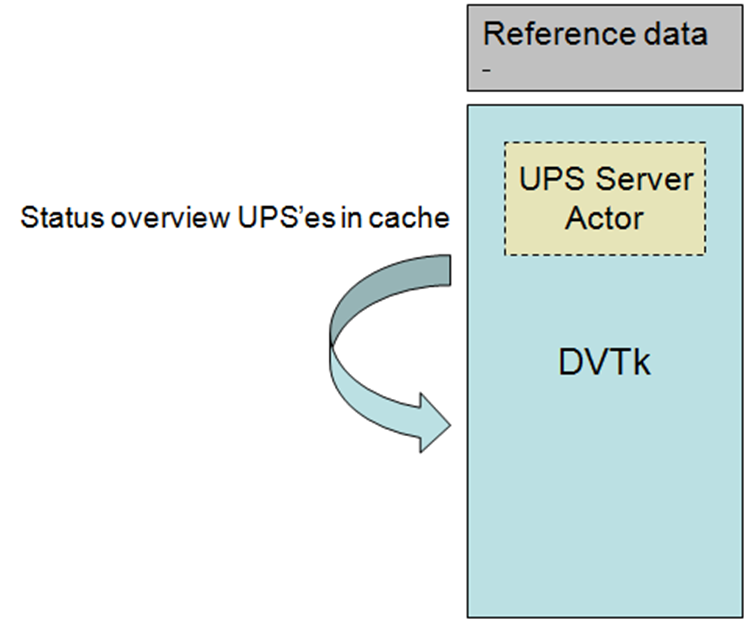 Reference data
-
UPS Server
Actor
Status overview UPS'es in cache
DVTk